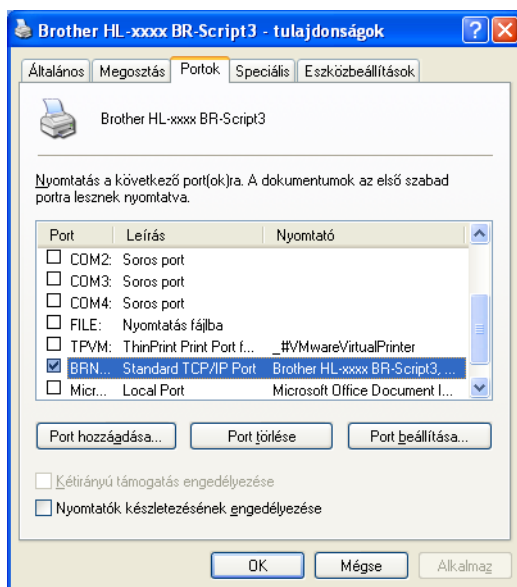 Brother HL-xxxx BR-Script3 - tulajdonságok
Általános Megosztás Portok Speciális Eszközbeállítások
Brother HL-xxxx BR-Script3
Nyomtatás a következő port(ok)ra. A dokumentumok az első szabad
portra lesznek nyomtatva.
Port Leírás Nyomtató
COM2: Soros port
COM3: Soros port
COM4: Soros port
FILE: Nyomtatás fájlba
TPVM: ThinPrint Print Port f... _#VMwareVirtualPrinter
BRN... Standard TCP/IP Port Brother HL-xxxx BR-Script3, ...
Micr... Local Port Microsoft Office Document I...
Port hozzáadása... Port törlése Port beállítása...
Kétirányú támogatás engedélyezése
Nyomtatók készletezésének engedélyezése
OK Mégse Alkalmaz